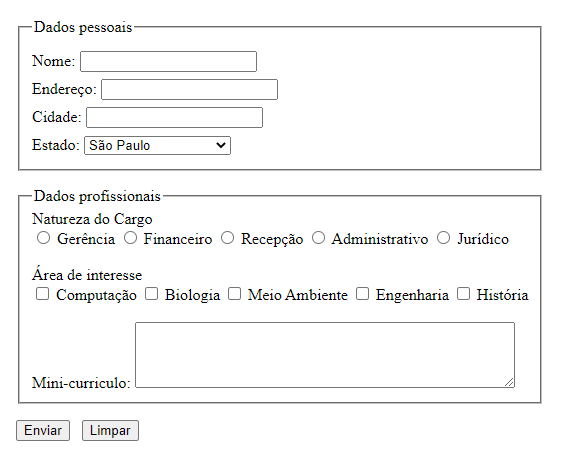 Dados pessoais
Nome:
Endereço:
Cidade:
Estado: São Paulo
Dados profissionais
Natureza do Cargo
Gerência Financeiro Recepção Administrativo Jurídico
Área de interesse
Computação Biologia Meio Ambiente Engenharia História
Mini-curriculo:
Enviar Limpar